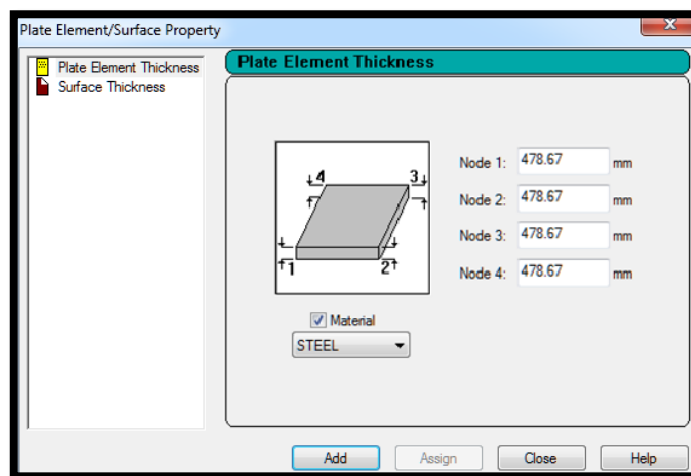 Plate Element/Surface Property
Plate Element Thickness
Surface Thickness
Plate Element Thickness
4 3
1 2
Node 1: 478.67 mm
Node 2: 478.67 mm
Node 3: 478.67 mm
Node 4: 478.67 mm
Material
STEEL
Add Assign Close Help